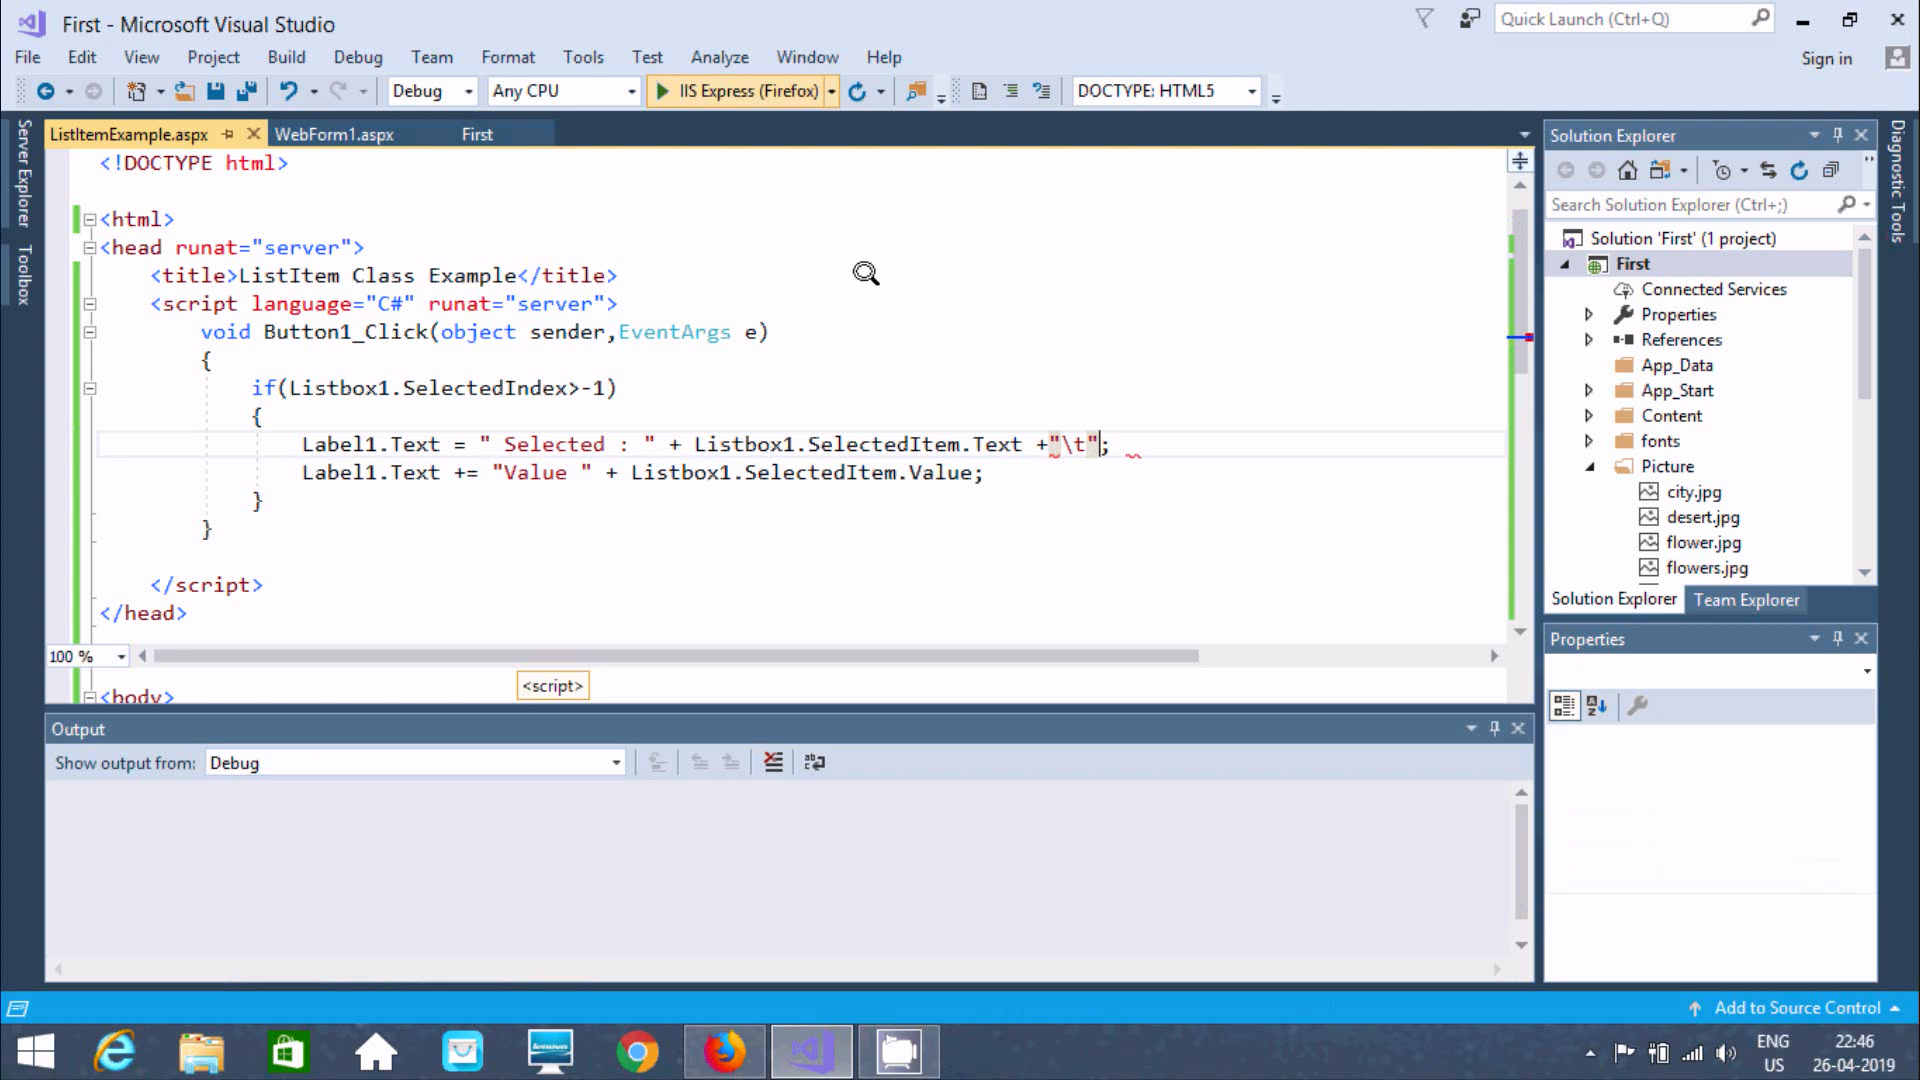 First - Microsoft Visual Studio
Quick Launch (Ctrl+Q)
File Edit View Project Build Debug Team Format Tools Test Analyze Window Help
Sign in
Debug Any CPU IIS Express (Firefox) DOCTYPE: HTML5
Server Explorer
Toolbox
ListItemExample.aspx WebForm1.aspx First
<!DOCTYPE html>
<html>
<head runat="server">
<title>ListItem Class Example</title>
<script language="C#" runat="server">
void Button1_Click(object sender,EventArgs e)
{
if(Listbox1.SelectedIndex>-1)
{
Label1.Text = " Selected : " + Listbox1.SelectedItem.Text +"\t";
Label1.Text += "Value " + Listbox1.SelectedItem.Value;
}
}
</script>
</head>
100 %
<body>
<script>
Output
Show output from: Debug
Solution Explorer
Search Solution Explorer (Ctrl+;)
Solution 'First' (1 project)
First
Connected Services
Properties
References
App_Data
App_Start
Content
fonts
Picture
city.jpg
desert.jpg
flower.jpg
flowers.jpg
Solution Explorer Team Explorer
Properties
Diagnostic Tools
Add to Source Control
lenovo
ENG
US
22:46
26-04-2019